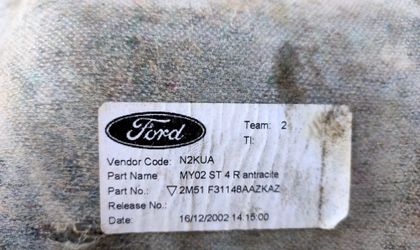 Ford
Team: 2
TI:
Vendor Code: N2KUA
Part Name MY02 ST 4 R antracite
Part No.: ▽2M51 F31148AAZKAZ
Release No.:
Date: 16/12/2002 14:15:00